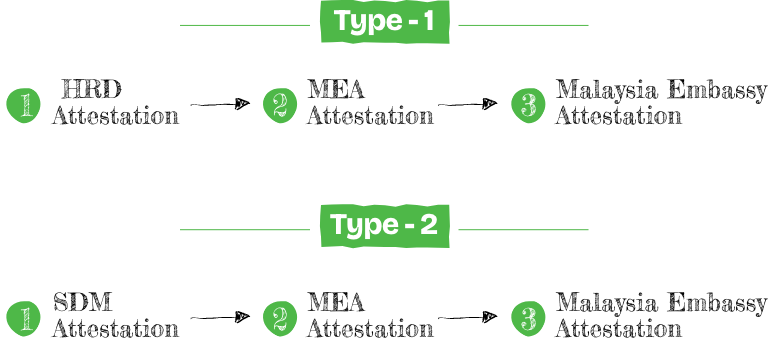 Type - 1
1 HRD Attestation
2 MEA Attestation
3 Malaysia Embassy Attestation
Type - 2
1 SDM Attestation
2 MEA Attestation
3 Malaysia Embassy Attestation